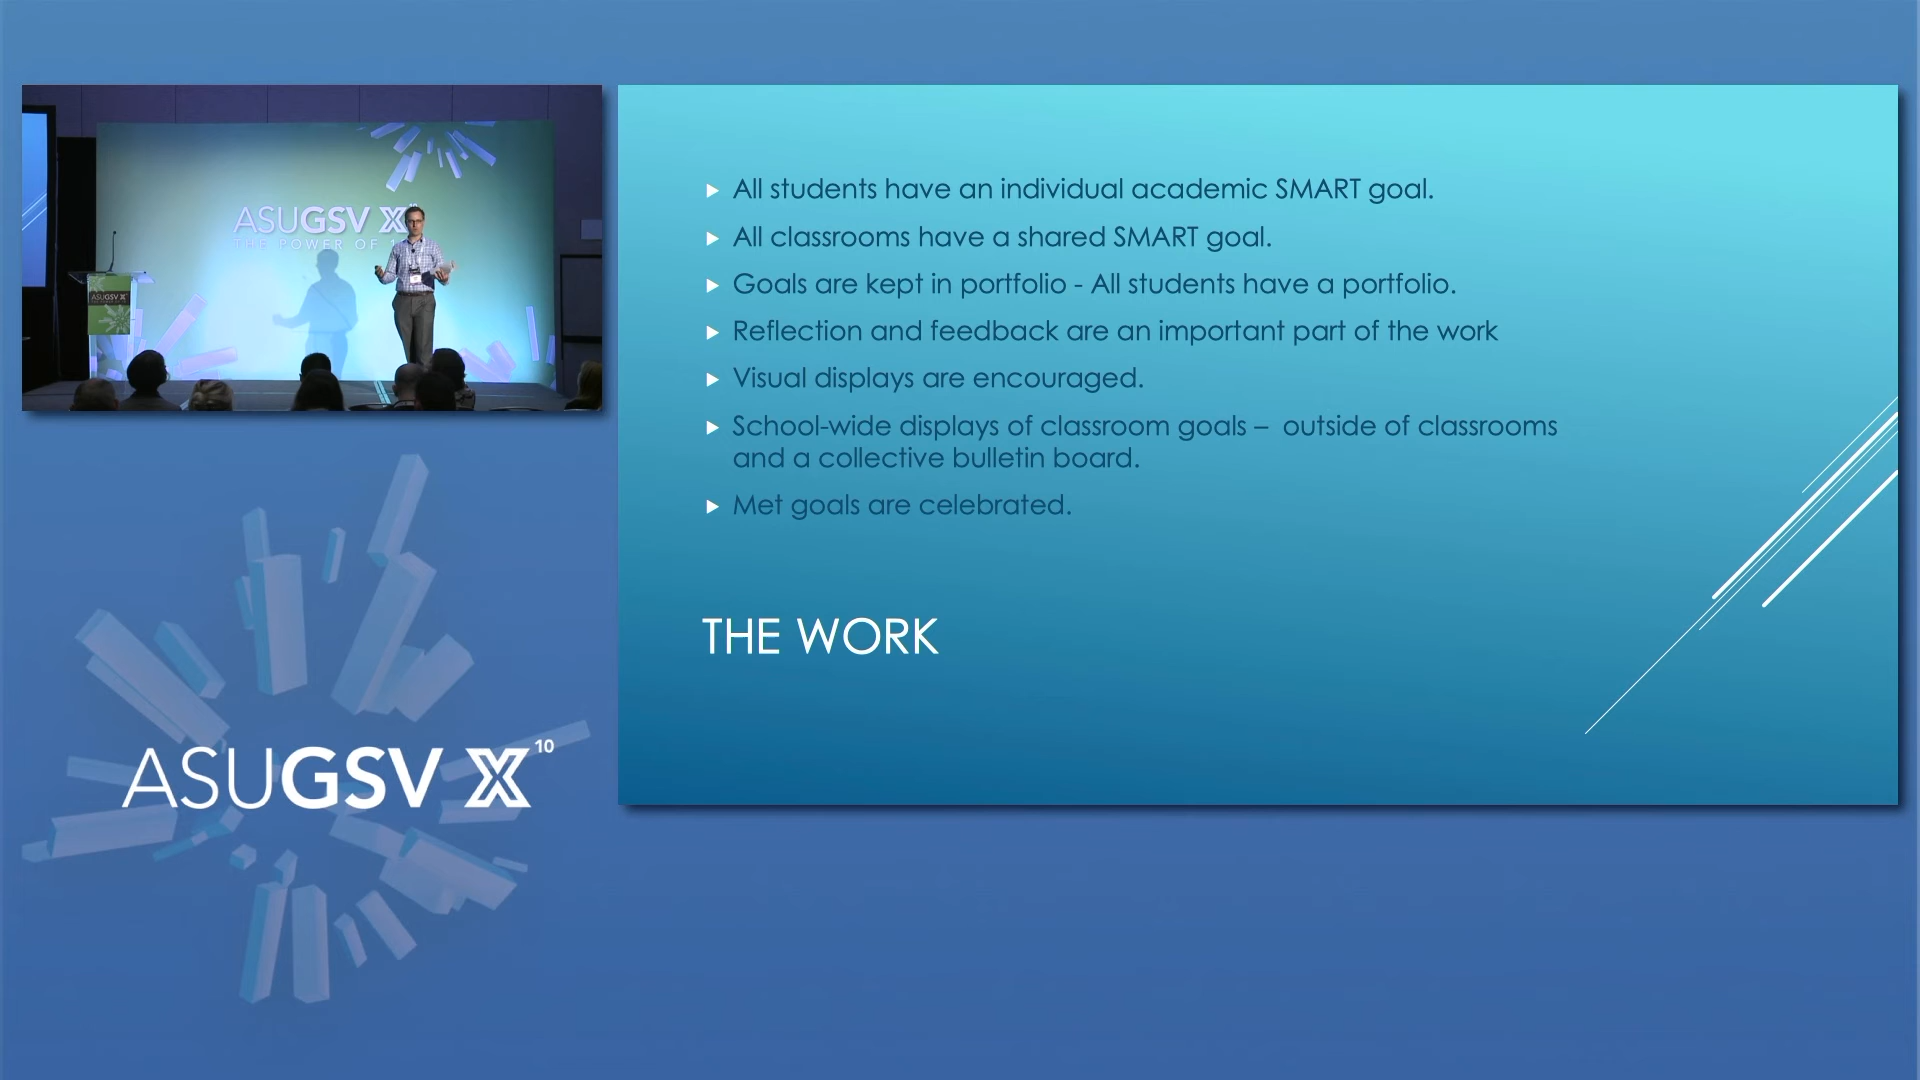 ASUGSV X
THE POWER OF
ASUGSV X
All students have an individual academic SMART goal.
All classrooms have a shared SMART goal.
Goals are kept in portfolio - All students have a portfolio.
Reflection and feedback are an important part of the work
Visual displays are encouraged.
School-wide displays of classroom goals – outside of classrooms
and a collective bulletin board.
Met goals are celebrated.
THE WORK
ASUGSV X 10